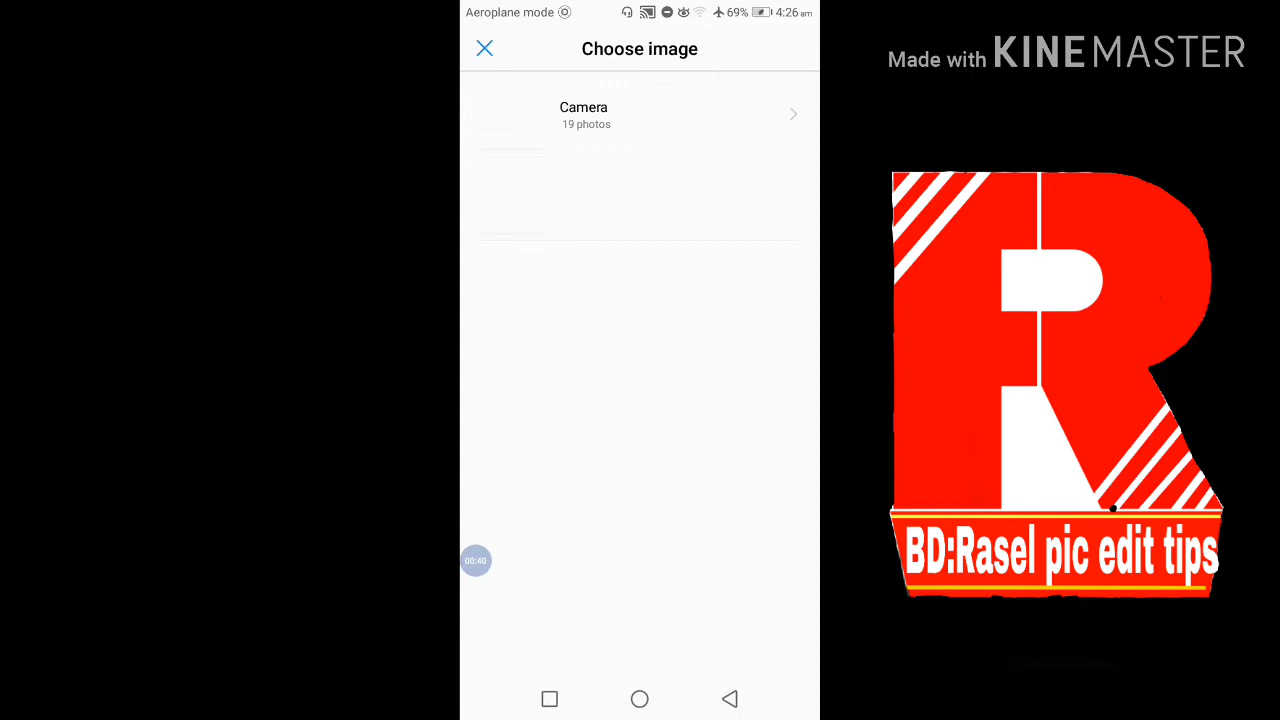 Aeroplane mode
69%
4:26 am
Choose image
Camera
19 photos
00:40
Made with KINEMASTER
R
BD:Rasel pic edit tips